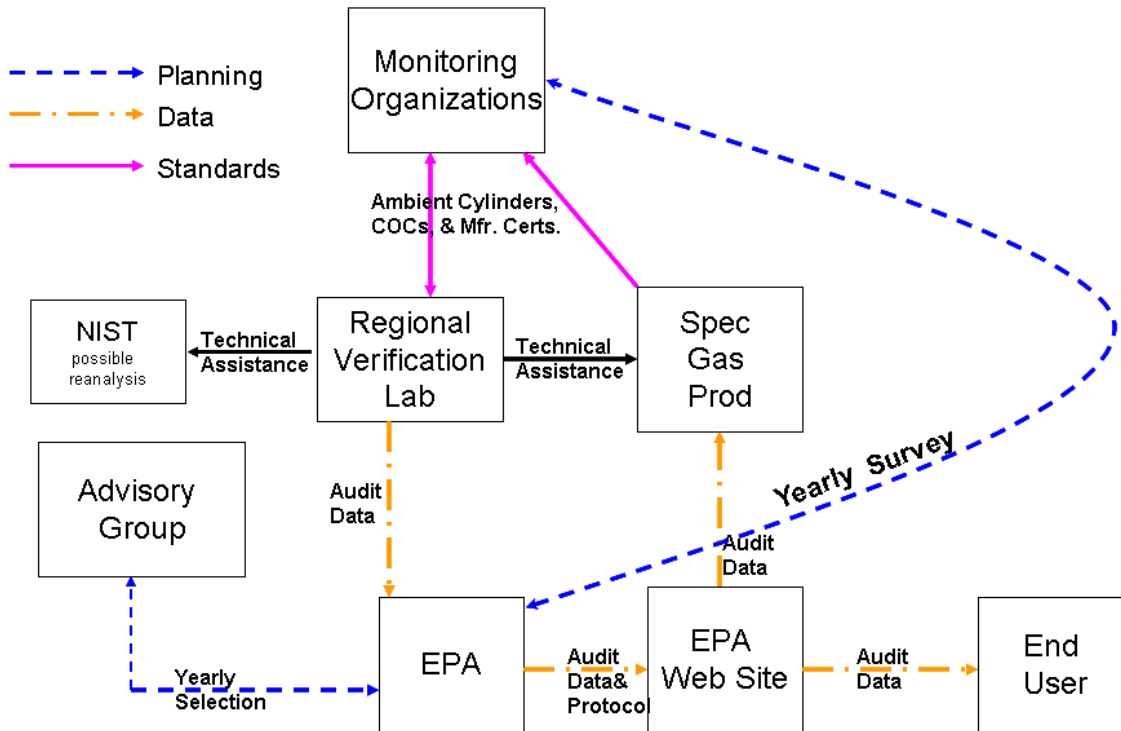 Planning
Data
Standards
Monitoring
Organizations
Ambient Cylinders,
COCs, & Mfr. Certs.
NIST
possible
reanalysis
Technical
Assistance
Regional
Verification
Lab
Technical
Assistance
Spec
Gas
Prod
Advisory
Group
Audit
Data
Yearly Survey
Audit
Data
Yearly
Selection
EPA
Audit
Data&
Protocol
EPA
Web Site
Audit
Data
End
User